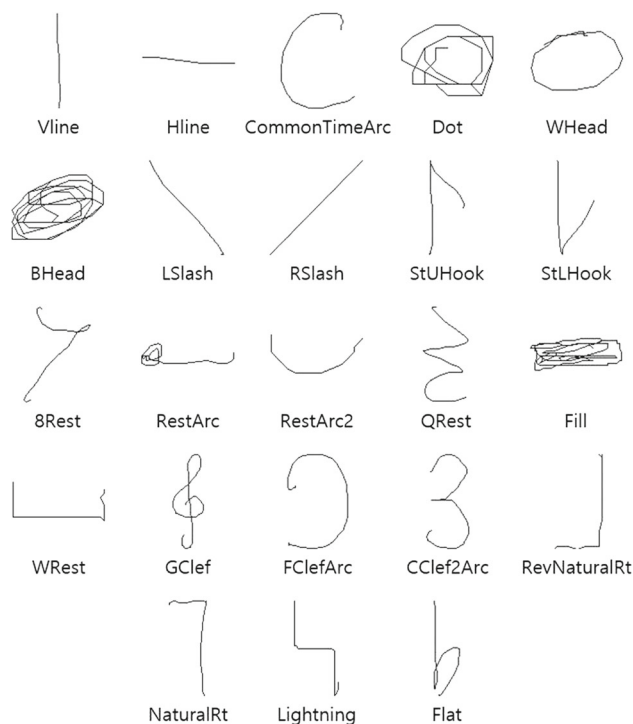 Vline Hline CommonTimeArc Dot WHead
BHead LSlash RSlash StUHook StLHook
8Rest RestArc RestArc2 QRest Fill
WRest GClef FClefArc CClef2Arc RevNaturalRt
NaturalRt Lightning Flat